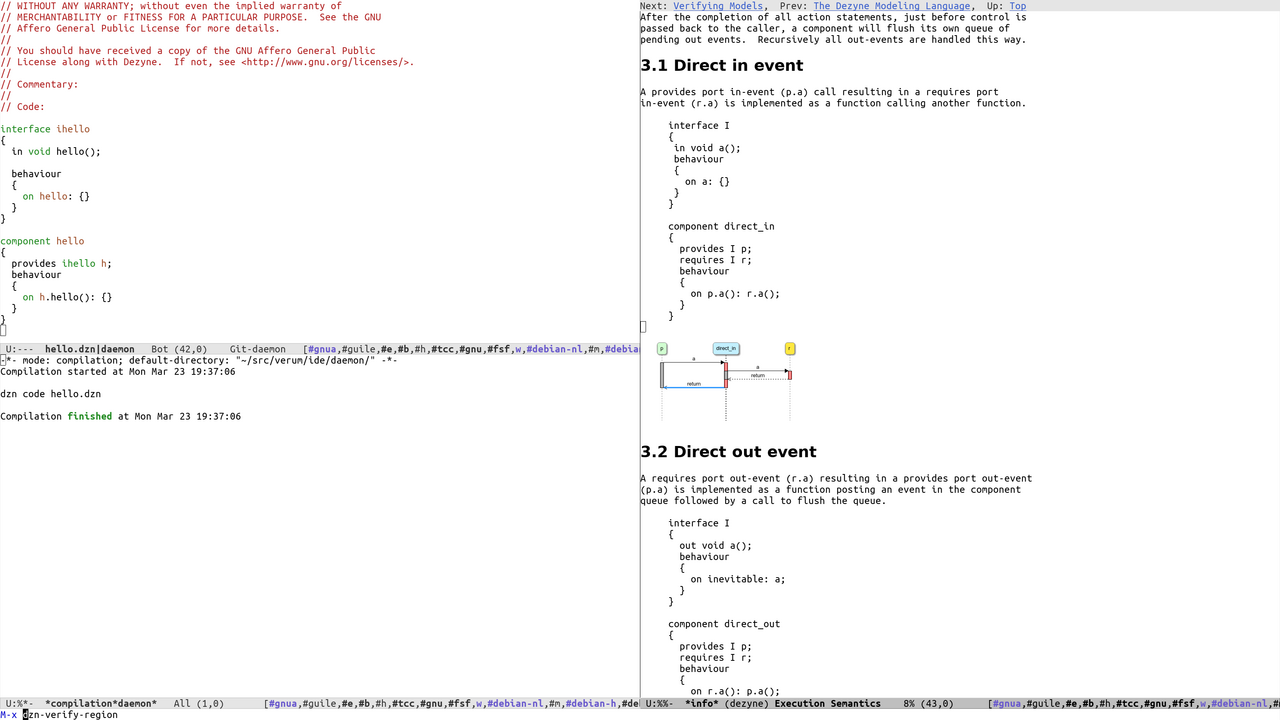 // WITHOUT ANY WARRANTY; without even the implied warranty of
// MERCHANTABILITY or FITNESS FOR A PARTICULAR PURPOSE.  See the GNU
// Affero General Public License for more details.
//
// You should have received a copy of the GNU Affero General Public
// License along with Dezyne.  If not, see <http://www.gnu.org/licenses/>.
//
// Commentary:
//
// Code:
interface ihello
{
  in void hello();
  behaviour
  {
    on hello: {}
  }
}
component hello
{
  provides ihello h;
  behaviour
  {
    on h.hello(): {}
  }
}
U:---  hello.dzn|daemon   Bot (42,0)    Git-daemon   [#gnua,#guile,#e,#b,#h,#tcc,#gnu,#fsf,w,#debian-nl,#m,#debia
-*- mode: compilation; default-directory: "~/src/verum/ide/daemon/" -*-
Compilation started at Mon Mar 23 19:37:06
dzn code hello.dzn
Compilation finished at Mon Mar 23 19:37:06
U:%*-  *compilation*daemon*   All (1,0)       [#gnua,#guile,#e,#b,#h,#tcc,#gnu,#fsf,w,#debian-nl,#m,#debian-h,#de
M-x dzn-verify-region
Next: Verifying Models,  Prev: The Dezyne Modeling Language,  Up: Top
After the completion of all action statements, just before control is
passed back to the caller, a component will flush its own queue of
pending out events.  Recursively all out-events are handled this way.
3.1 Direct in event
A provides port in-event (p.a) call resulting in a requires port
in-event (r.a) is implemented as a function calling another function.
interface I
{
 in void a();
 behaviour
 {
   on a: {}
 }
}
component direct_in
{
  provides I p;
  requires I r;
  behaviour
  {
    on p.a(): r.a();
  }
}
p direct_in r
a
a
return
return
3.2 Direct out event
A requires port out-event (r.a) resulting in a provides port out-event
(p.a) is implemented as a function posting an event in the component
queue followed by a call to flush the queue.
interface I
{
  out void a();
  behaviour
  {
    on inevitable: a;
  }
}
component direct_out
{
  provides I p;
  requires I r;
  behaviour
  {
    on r.a(): p.a();
U:%%-  *info* (dezyne) Execution Semantics    8% (43,0)      [#gnua,#guile,#e,#b,#h,#tcc,#gnu,#fsf,w,#debian-nl,#